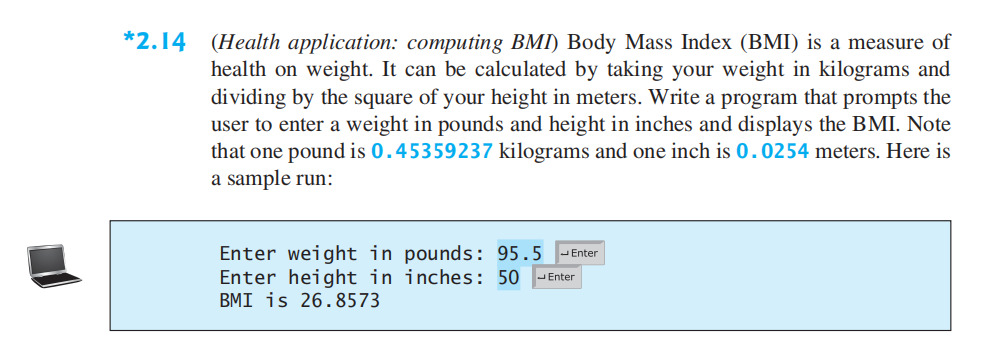 *2.14 (Health application: computing BMI) Body Mass Index (BMI) is a measure of
health on weight. It can be calculated by taking your weight in kilograms and
dividing by the square of your height in meters. Write a program that prompts the
user to enter a weight in pounds and height in inches and displays the BMI. Note
that one pound is 0.45359237 kilograms and one inch is 0.0254 meters. Here is
a sample run:
Enter weight in pounds: 95.5 ↵Enter
Enter height in inches: 50 ↵Enter
BMI is 26.8573